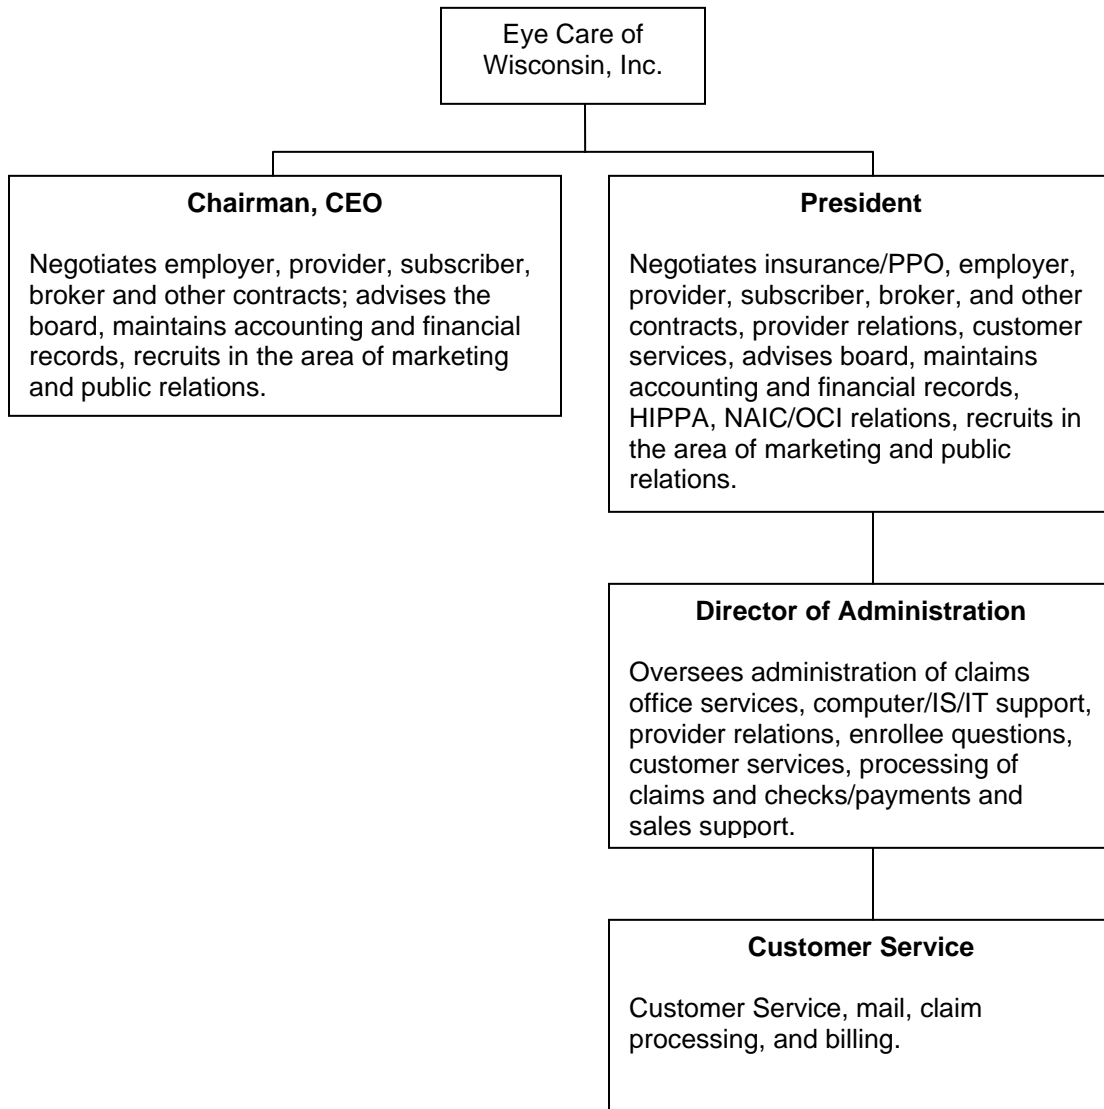 Eye Care of
Wisconsin, Inc.
Chairman, CEO
Negotiates employer, provider, subscriber,
broker and other contracts; advises the
board, maintains accounting and financial
records, recruits in the area of marketing
and public relations.
President
Negotiates insurance/PPO, employer,
provider, subscriber, broker, and other
contracts, provider relations, customer
services, advises board, maintains
accounting and financial records,
HIPPA, NAIC/OCI relations, recruits in
the area of marketing and public
relations.
Director of Administration
Oversees administration of claims
office services, computer/IS/IT support,
provider relations, enrollee questions,
customer services, processing of
claims and checks/payments and
sales support.
Customer Service
Customer Service, mail, claim
processing, and billing.